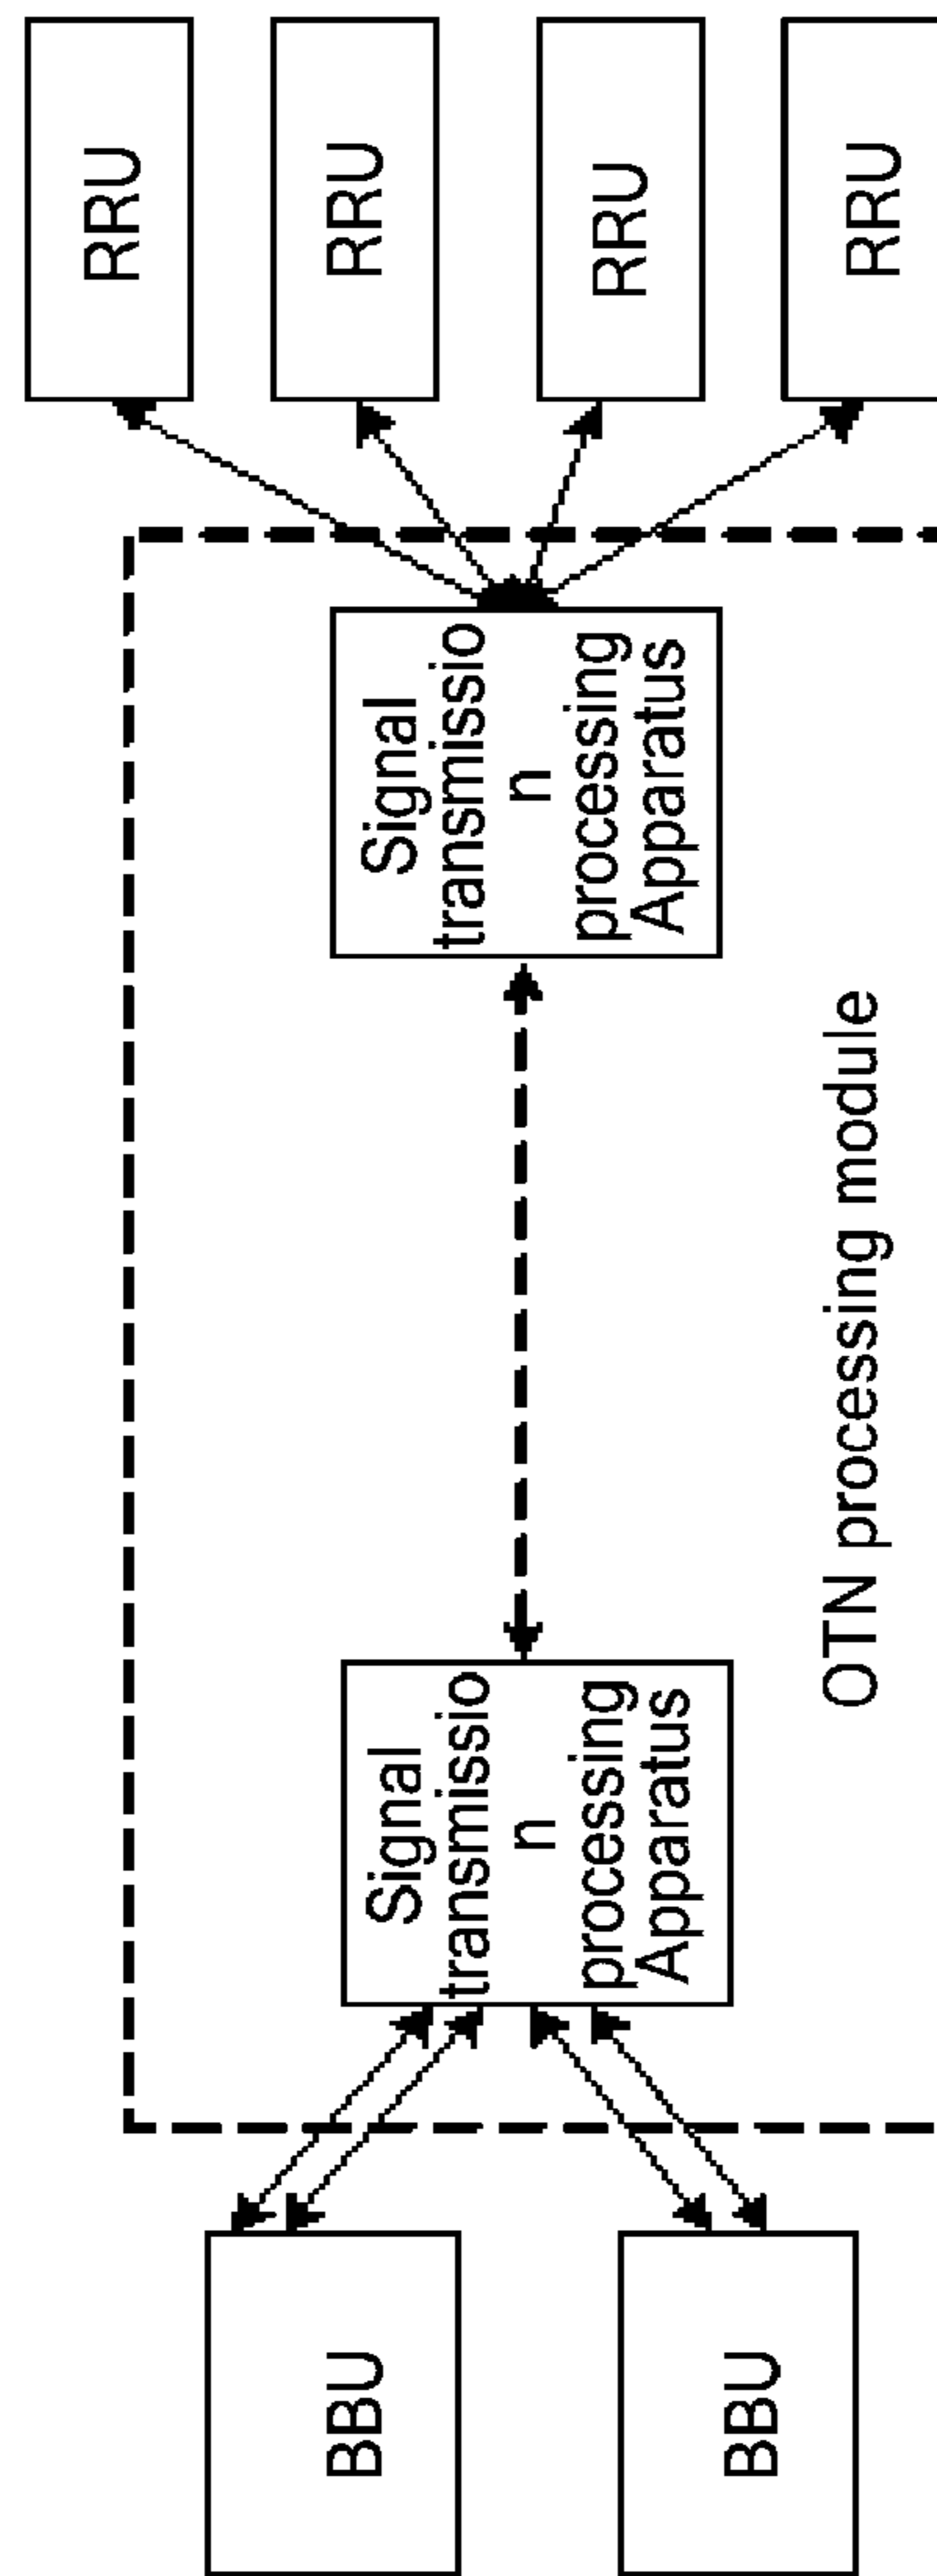 RRU
RRU
RRU
RRU
Signal
transmissio
n
processing
Apparatus
OTN processing module
Signal
transmissio
n
processing
Apparatus
BBU
BBU